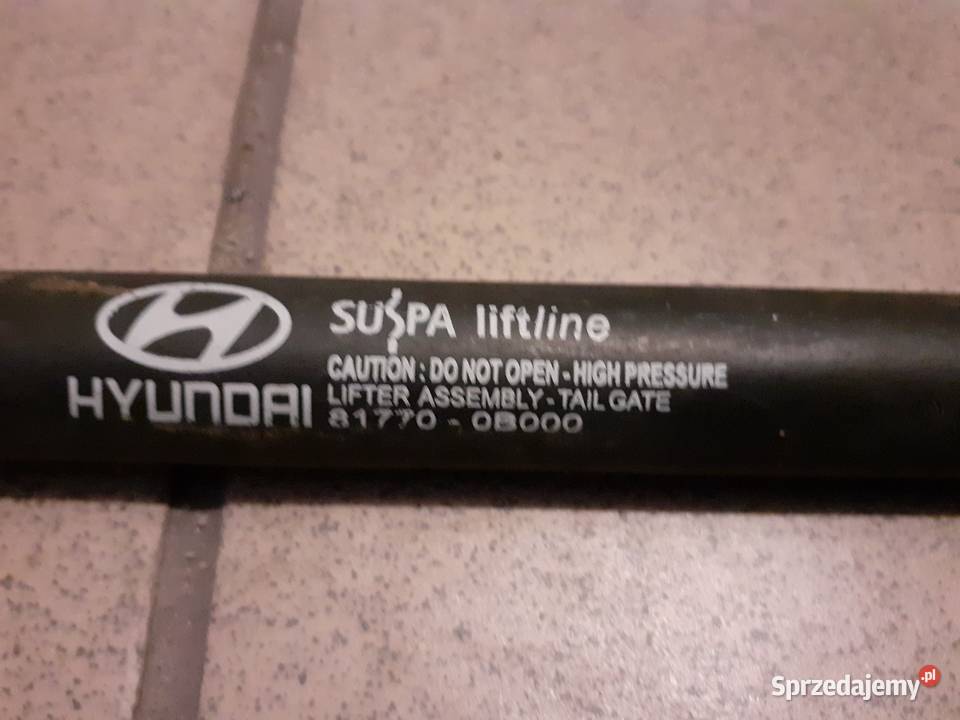 SUSPA liftline
CAUTION : DO NOT OPEN - HIGH PRESSURE
HYUNDAI
LIFTER ASSEMBLY - TAIL GATE
81770 - 0B000
Sprzedajemy.pl